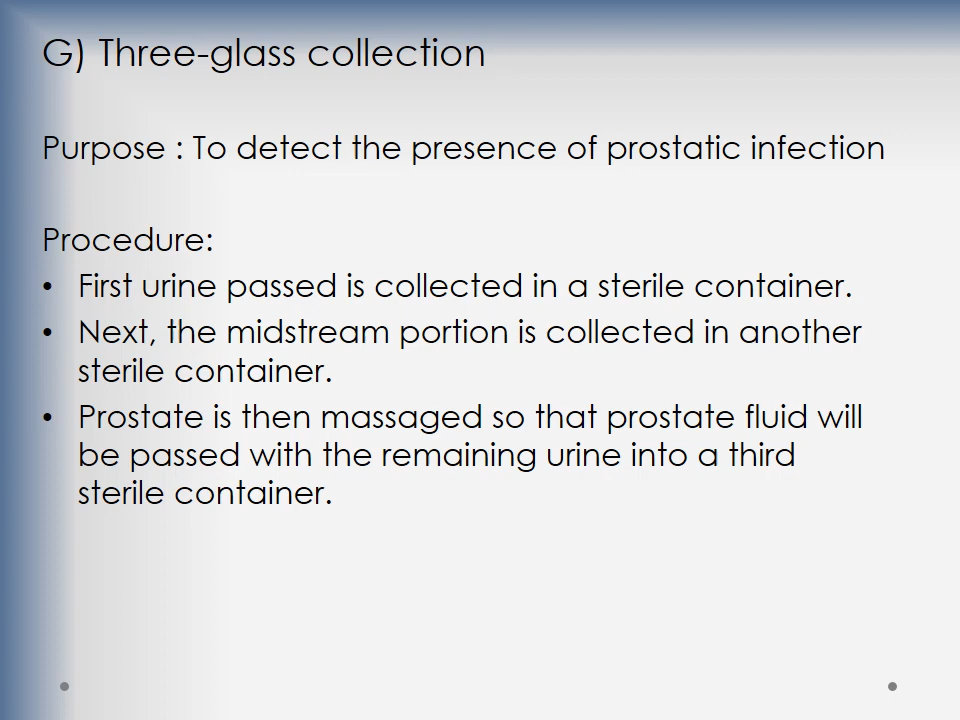 G) Three-glass collection
Purpose : To detect the presence of prostatic infection
Procedure:
• First urine passed is collected in a sterile container.
• Next, the midstream portion is collected in another
sterile container.
• Prostate is then massaged so that prostate fluid will
be passed with the remaining urine into a third
sterile container.